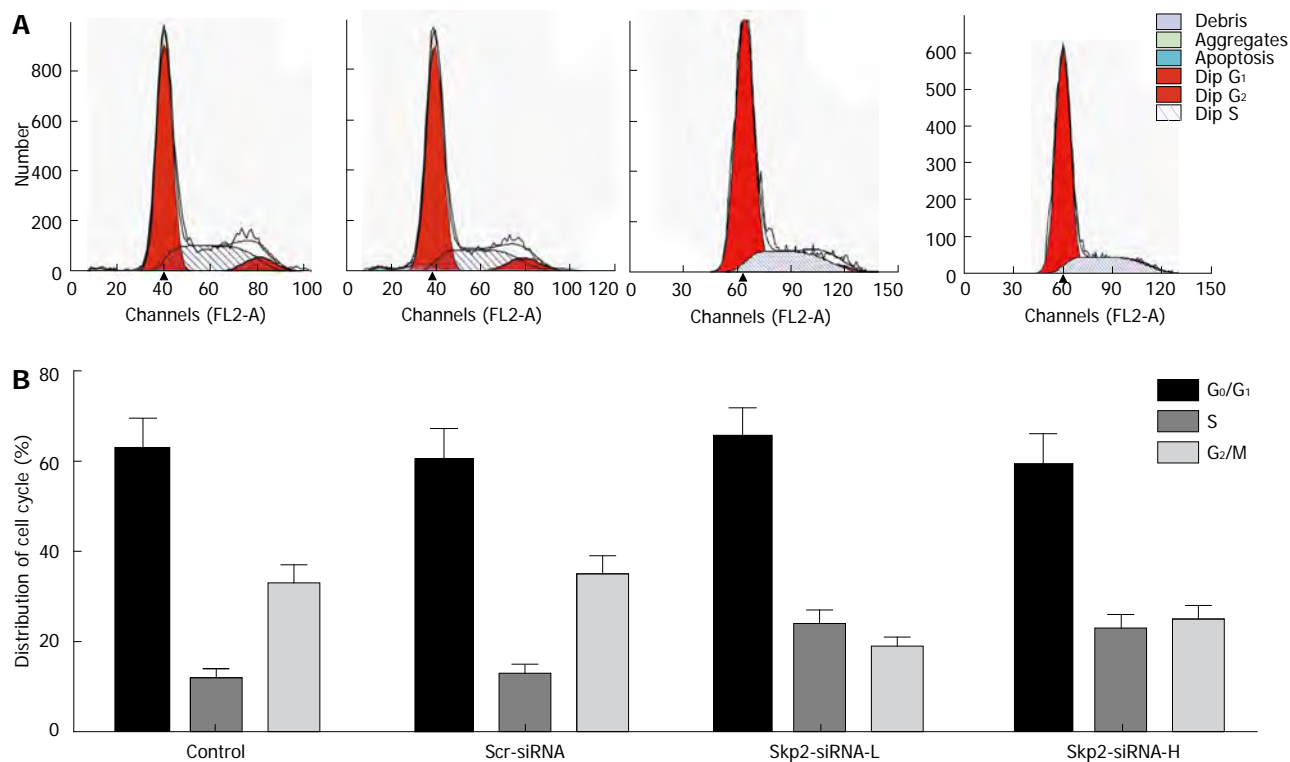 A
Number
800
600
400
200
0
0 20 40 60 80 100
Channels (FL2-A)
0 20 40 60 80 100 120
Channels (FL2-A)
0 30 60 90 120 150
Channels (FL2-A)
600
500
400
300
200
100
0
0 30 60 90 120 150
Channels (FL2-A)
Debris
Aggregates
Apoptosis
Dip G1
Dip G2
Dip S
B
Distribution of cell cycle (%)
80
60
40
20
0
Control
Scr-siRNA
Skp2-siRNA-L
Skp2-siRNA-H
G0/G1
S
G2/M